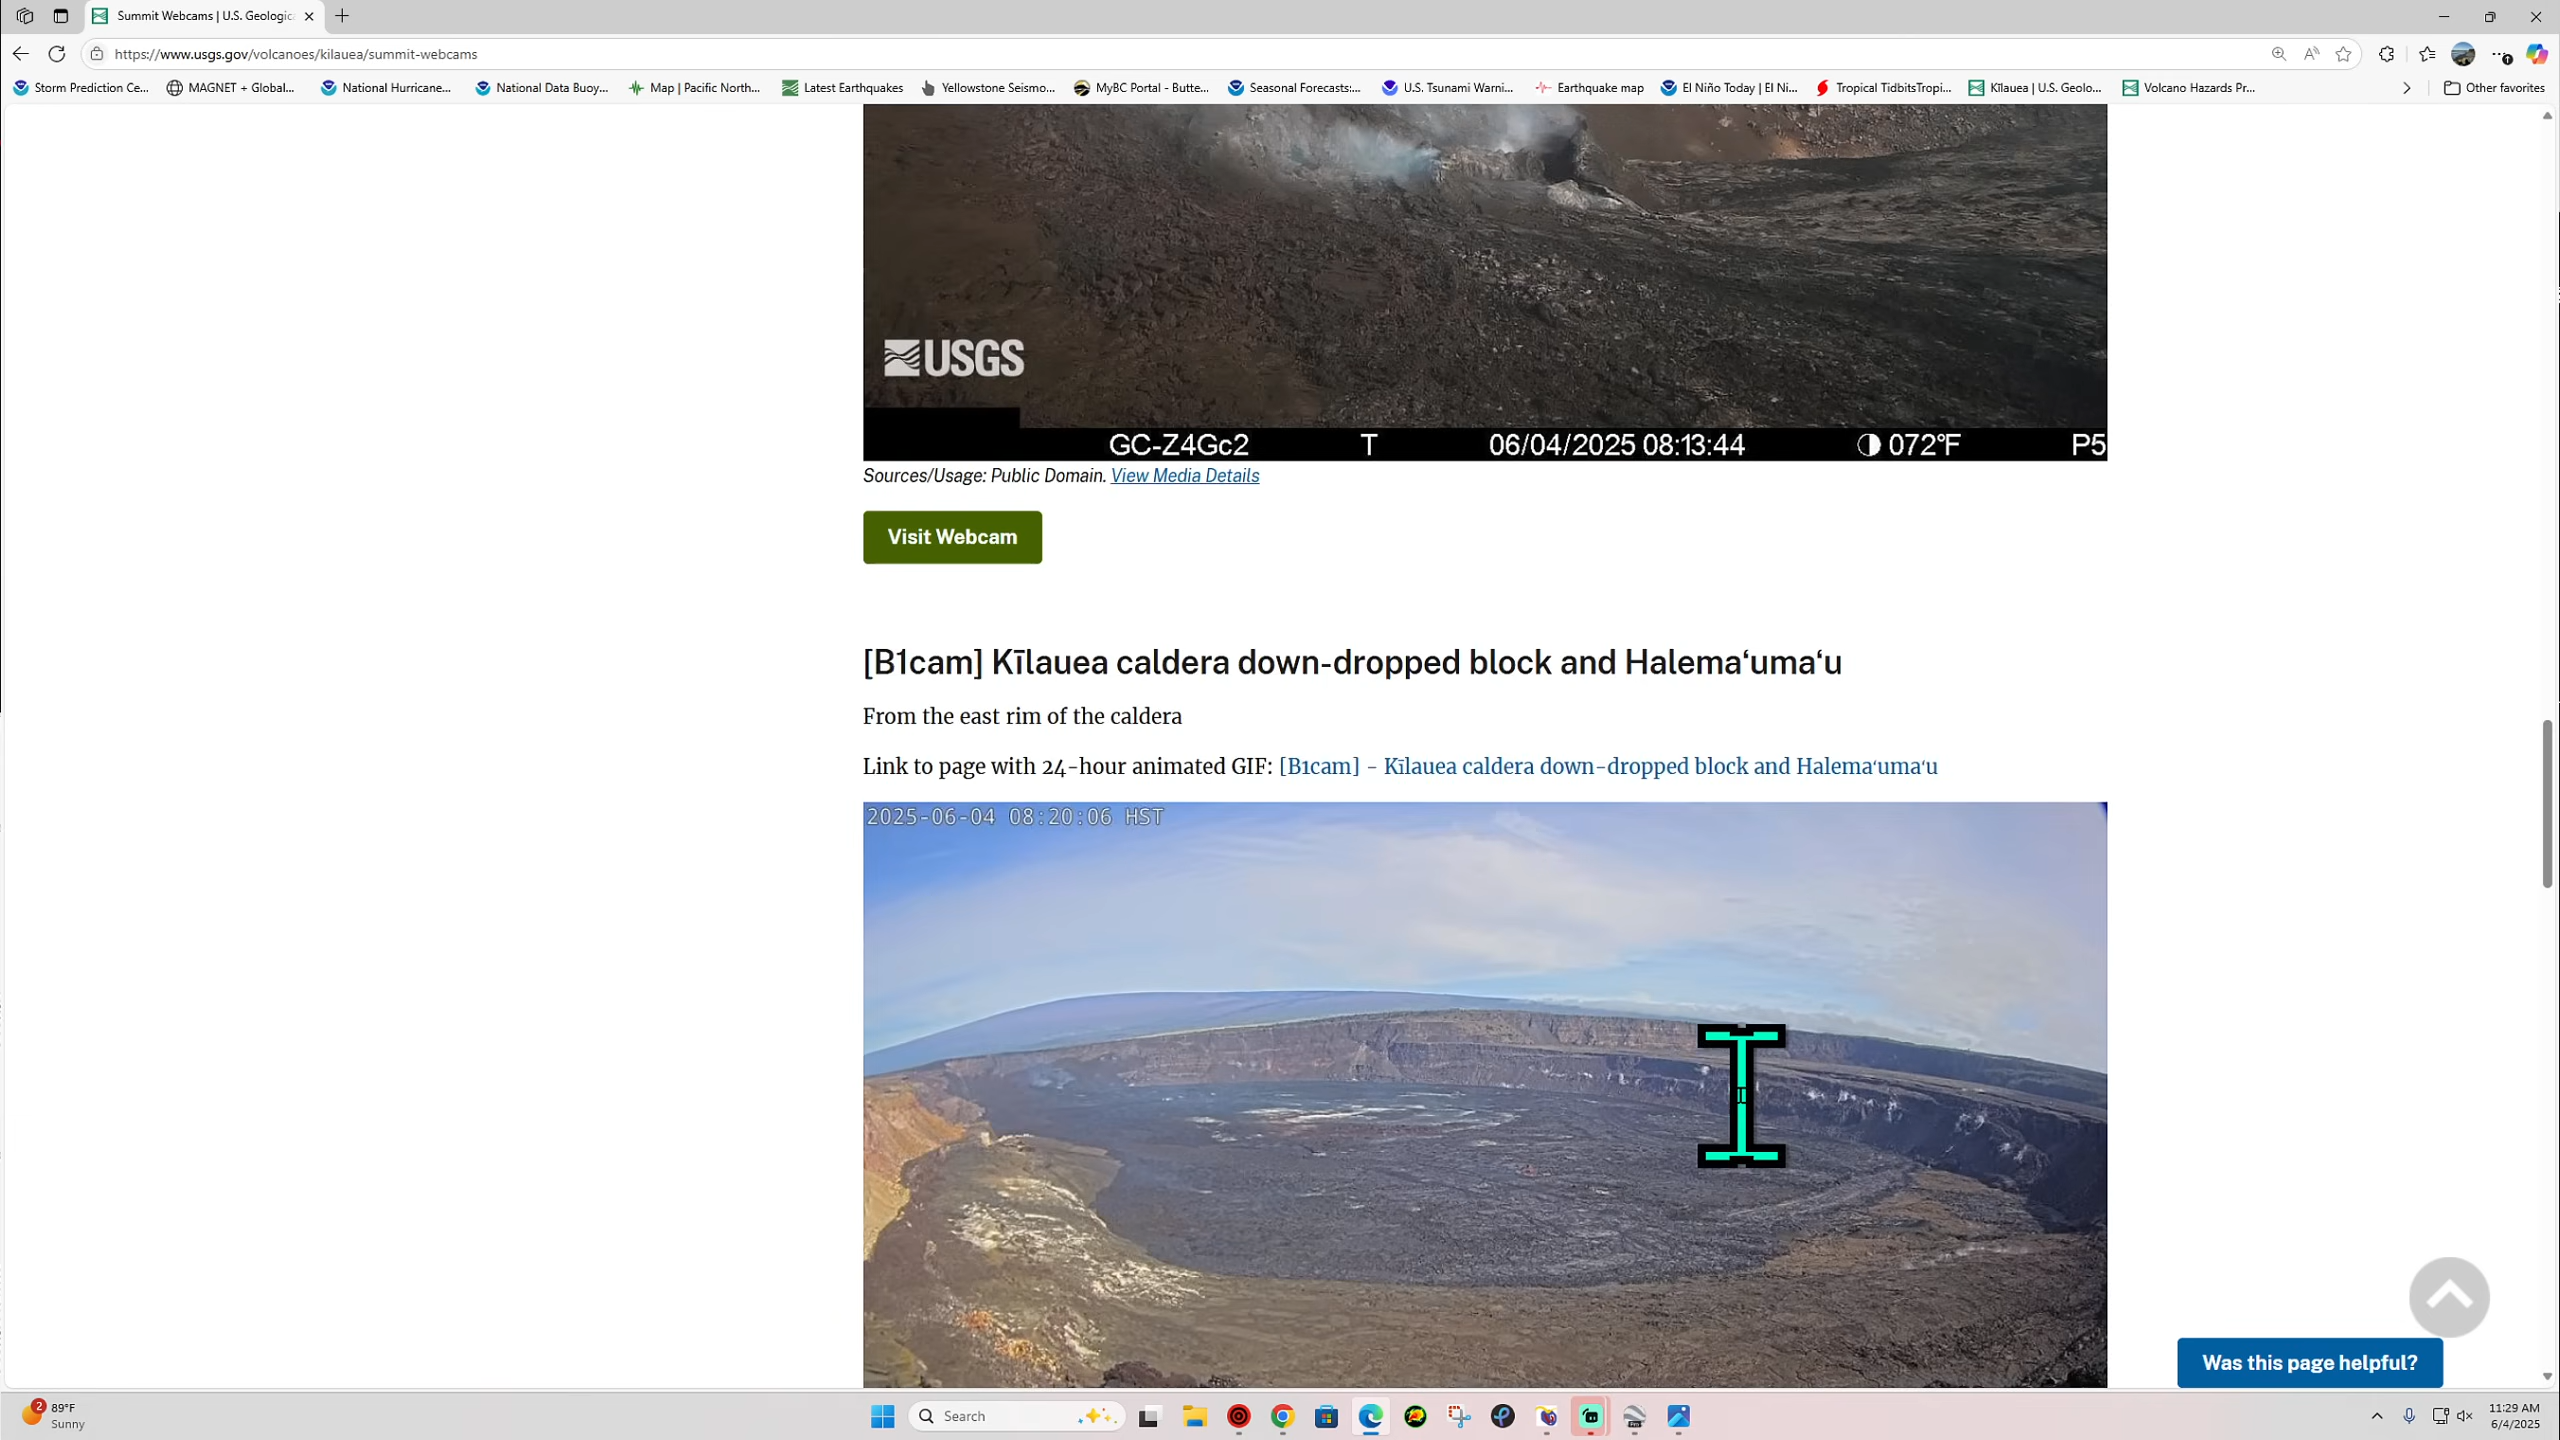 Summit Webcams | U.S. Geologic
https://www.usgs.gov/volcanoes/kilauea/summit-webcams
Storm Prediction Ce...
MAGNET + Global...
National Hurricane...
National Data Buoy...
Map | Pacific North...
Latest Earthquakes
Yellowstone Seismo...
MyBC Portal - Butte...
Seasonal Forecasts:...
U.S. Tsunami Warni...
Earthquake map
El Niño Today | El Ni...
Tropical TidbitsTropi...
Kīlauea | U.S. Geolo...
Volcano Hazards Pr...
Other favorites
USGS
GC-Z4Gc2 T 06/04/2025 08:13:44 072°F P5
Sources/Usage: Public Domain. View Media Details
Visit Webcam
[B1cam] Kīlauea caldera down-dropped block and Halemaʻumaʻu
From the east rim of the caldera
Link to page with 24-hour animated GIF: [B1cam] - Kīlauea caldera down-dropped block and Halemaʻumaʻu
2025-06-04 08:20:06 HST
Was this page helpful?
2
89°F
Sunny
Search
11:29 AM
6/4/2025